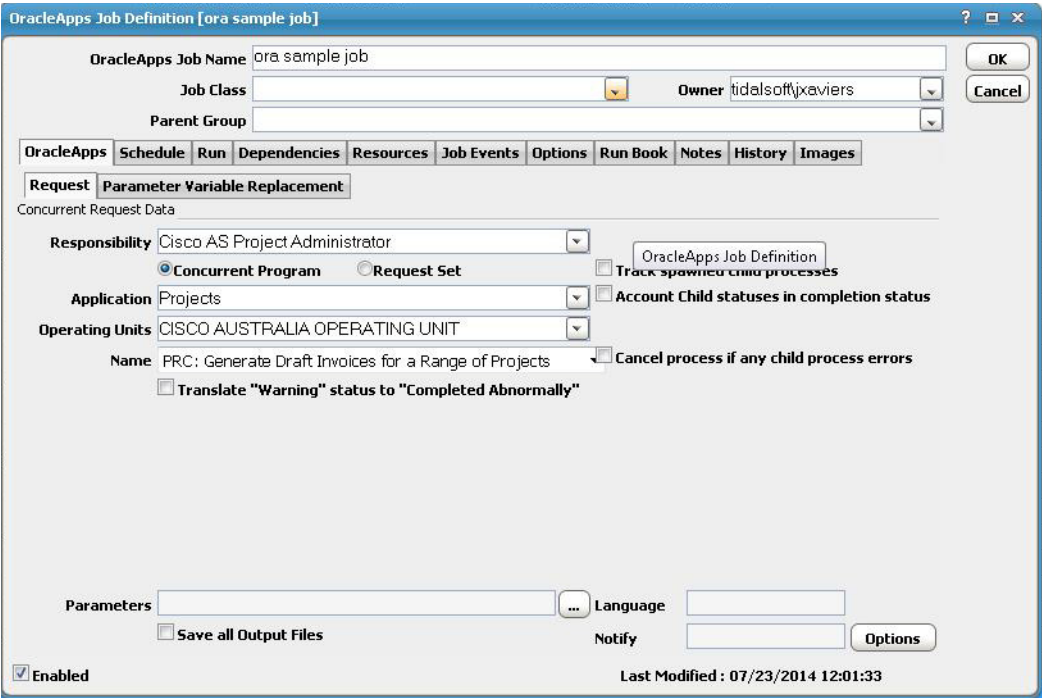 OracleApps Job Definition [ora sample job]
?
OracleApps Job Name ora sample job
OK
Job Class
Owner tidalsoft\jxaviers
Cancel
Parent Group
OracleApps Schedule Run Dependencies Resources Job Events Options Run Book Notes History Images
Request Parameter Variable Replacement
Concurrent Request Data
Responsibility Cisco AS Project Administrator
OracleApps Job Definition
Concurrent Program Request Set
Track spawned child processes
Application Projects
Account Child statuses in completion status
Operating Units CISCO AUSTRALIA OPERATING UNIT
Name PRC: Generate Draft Invoices for a Range of Projects
Cancel process if any child process errors
Translate "Warning" status to "Completed Abnormally"
Parameters ... Language
Save all Output Files
Notify Options
Enabled
Last Modified : 07/23/2014 12:01:33